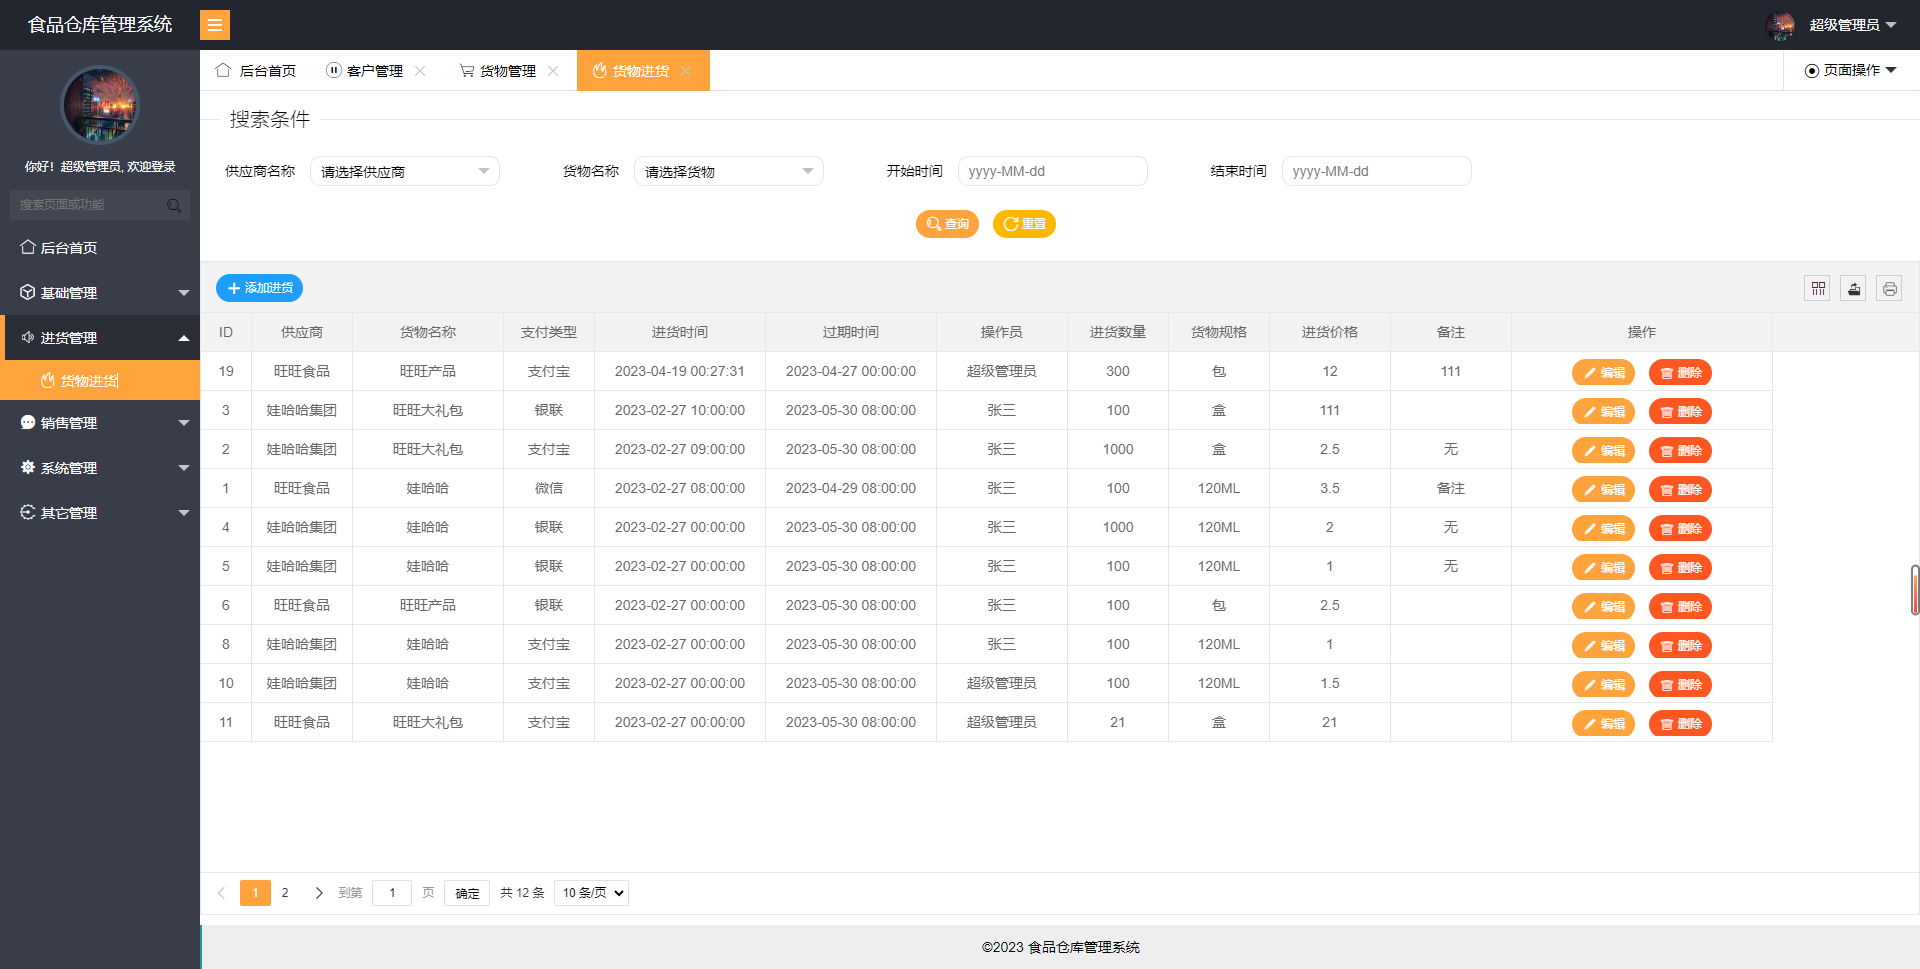 食品仓库管理系统
超级管理员
你好！超级管理员, 欢迎登录
搜索页面或功能
后台首页
基础管理
进货管理
货物进货
销售管理
系统管理
其它管理
后台首页 客户管理 货物管理 货物进货 页面操作
搜索条件
供应商名称 请选择供应商 货物名称 请选择货物 开始时间 yyyy-MM-dd 结束时间 yyyy-MM-dd
查询 重置
添加进货
ID 供应商 货物名称 支付类型 进货时间 过期时间 操作员 进货数量 货物规格 进货价格 备注 操作
19 旺旺食品 旺旺产品 支付宝 2023-04-19 00:27:31 2023-04-27 00:00:00 超级管理员 300 包 12 111 编辑 删除
3 娃哈哈集团 旺旺大礼包 银联 2023-02-27 10:00:00 2023-05-30 08:00:00 张三 100 盒 111 编辑 删除
2 娃哈哈集团 旺旺大礼包 支付宝 2023-02-27 09:00:00 2023-05-30 08:00:00 张三 1000 盒 2.5 无 编辑 删除
1 旺旺食品 娃哈哈 微信 2023-02-27 08:00:00 2023-04-29 08:00:00 张三 100 120ML 3.5 备注 编辑 删除
4 娃哈哈集团 娃哈哈 银联 2023-02-27 00:00:00 2023-05-30 08:00:00 张三 1000 120ML 2 无 编辑 删除
5 娃哈哈集团 娃哈哈 银联 2023-02-27 00:00:00 2023-05-30 08:00:00 张三 100 120ML 1 无 编辑 删除
6 旺旺食品 旺旺产品 银联 2023-02-27 00:00:00 2023-05-30 08:00:00 张三 100 包 2.5 编辑 删除
8 娃哈哈集团 娃哈哈 支付宝 2023-02-27 00:00:00 2023-05-30 08:00:00 张三 100 120ML 1 编辑 删除
10 娃哈哈集团 娃哈哈 支付宝 2023-02-27 00:00:00 2023-05-30 08:00:00 超级管理员 100 120ML 1.5 编辑 删除
11 旺旺食品 旺旺大礼包 支付宝 2023-02-27 00:00:00 2023-05-30 08:00:00 超级管理员 21 盒 21 编辑 删除
1 2 到第 1 页 确定 共 12 条 10 条/页
©2023 食品仓库管理系统